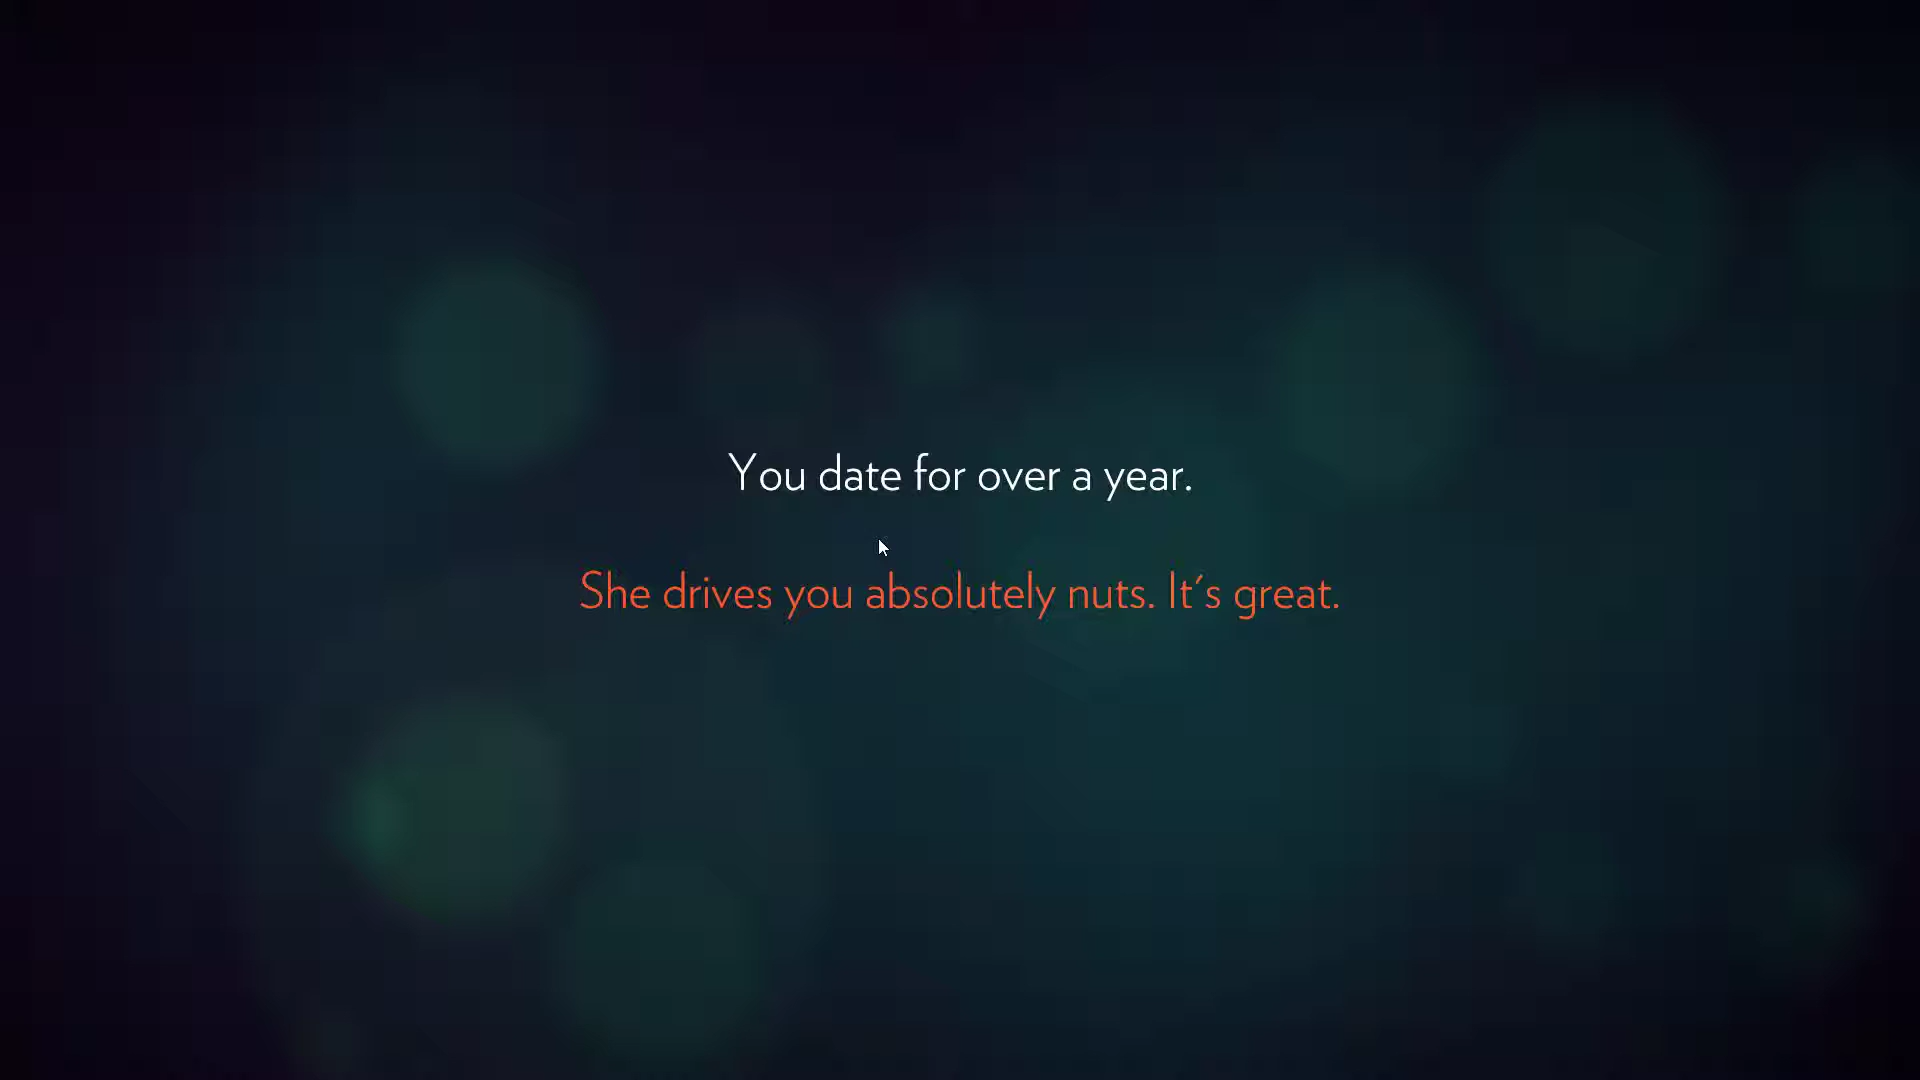 You date for over a year.
She drives you absolutely nuts. It's great.